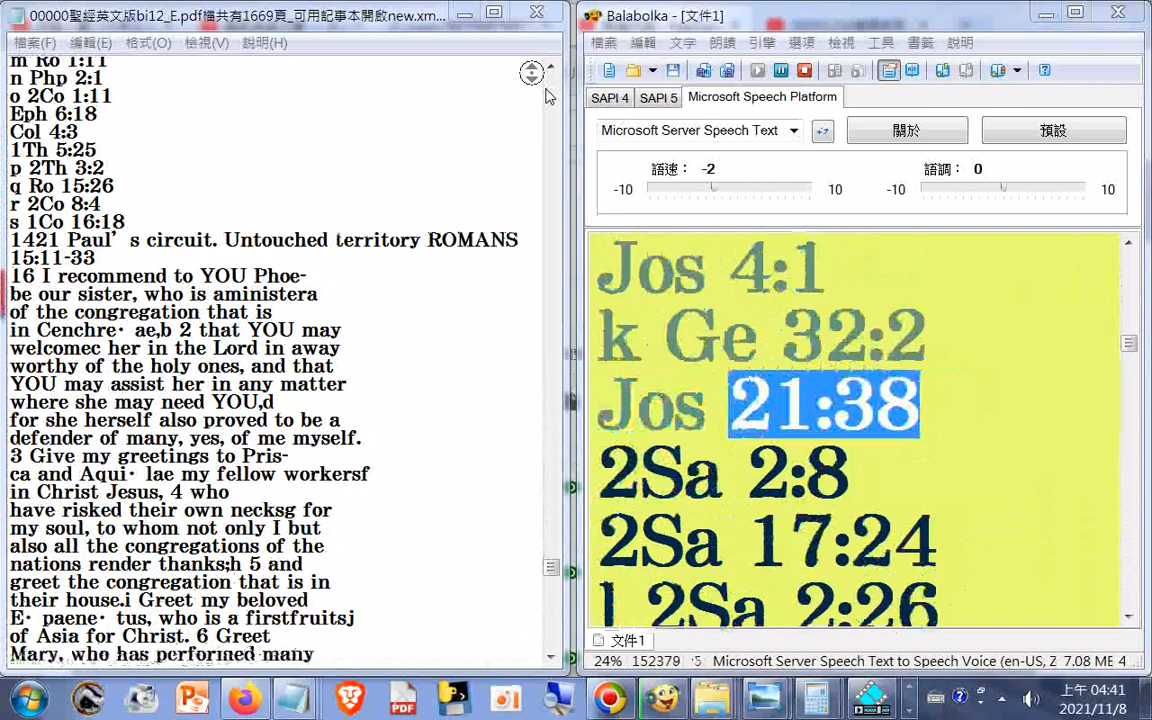 00000聖經英文版bi12_E.pdf檔共有1669頁_可用記事本開啟new.xm...
檔案(F) 編輯(E) 格式(O) 檢視(V) 說明(H)
m Ro 1:11
n Php 2:1
o 2Co 1:11
Eph 6:18
Col 4:3
1Th 5:25
p 2Th 3:2
q Ro 15:26
r 2Co 8:4
s 1Co 16:18
1421 Paul’s circuit. Untouched territory ROMANS
15:11-33
16 I recommend to YOU Phoe-
be our sister, who is aministera
of the congregation that is
in Cenchre·ae,b 2 that YOU may
welcomec her in the Lord in away
worthy of the holy ones, and that
YOU may assist her in any matter
where she may need YOU,d
for she herself also proved to be a
defender of many, yes, of me myself.
3 Give my greetings to Pris-
ca and Aqui·lae my fellow workersf
in Christ Jesus, 4 who
have risked their own necksg for
my soul, to whom not only I but
also all the congregations of the
nations render thanks;h 5 and
greet the congregation that is in
their house.i Greet my beloved
E·paene·tus, who is a firstfruitsj
of Asia for Christ. 6 Greet
Mary, who has performed many
Balabolka - [文件1]
檔案 編輯 文字 朗讀 引擎 選項 檢視 工具 書籤 說明
SAPI 4 SAPI 5 Microsoft Speech Platform
Microsoft Server Speech Text 關於 預設
語速： -2 語調： 0
-10 10 -10 10
Jos 4:1
k Ge 32:2
Jos 21:38
2Sa 2:8
2Sa 17:24
l 2Sa 2:26
文件1
24% 152379 Microsoft Server Speech Text to Speech Voice (en-US, Z 7.08 ME 4
PDF
上午 04:41
2021/11/8